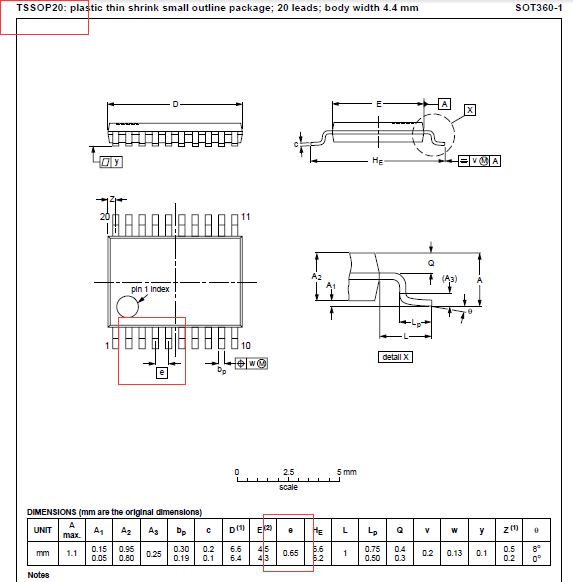 TSSOP20: plastic thin shrink small outline package; 20 leads; body width 4.4 mm SOT360-1
D E A X
c
y HE = v M A
Z
20 11
pin 1 index
1 10
e bp w M
Q
A2 A1 (A3) A
Lp θ
L
detail X
0 2.5 5 mm
scale
DIMENSIONS (mm are the original dimensions)
UNIT A max. A1 A2 A3 bp c D(1) E(2) e HE L Lp Q v w y Z(1) θ
mm 1.1 0.15 0.05 0.95 0.80 0.25 0.30 0.19 0.2 0.1 6.6 6.4 4.5 4.3 0.65 6.6 6.2 1 0.75 0.50 0.4 0.3 0.2 0.13 0.1 0.5 0.2 8° 0°
Notes